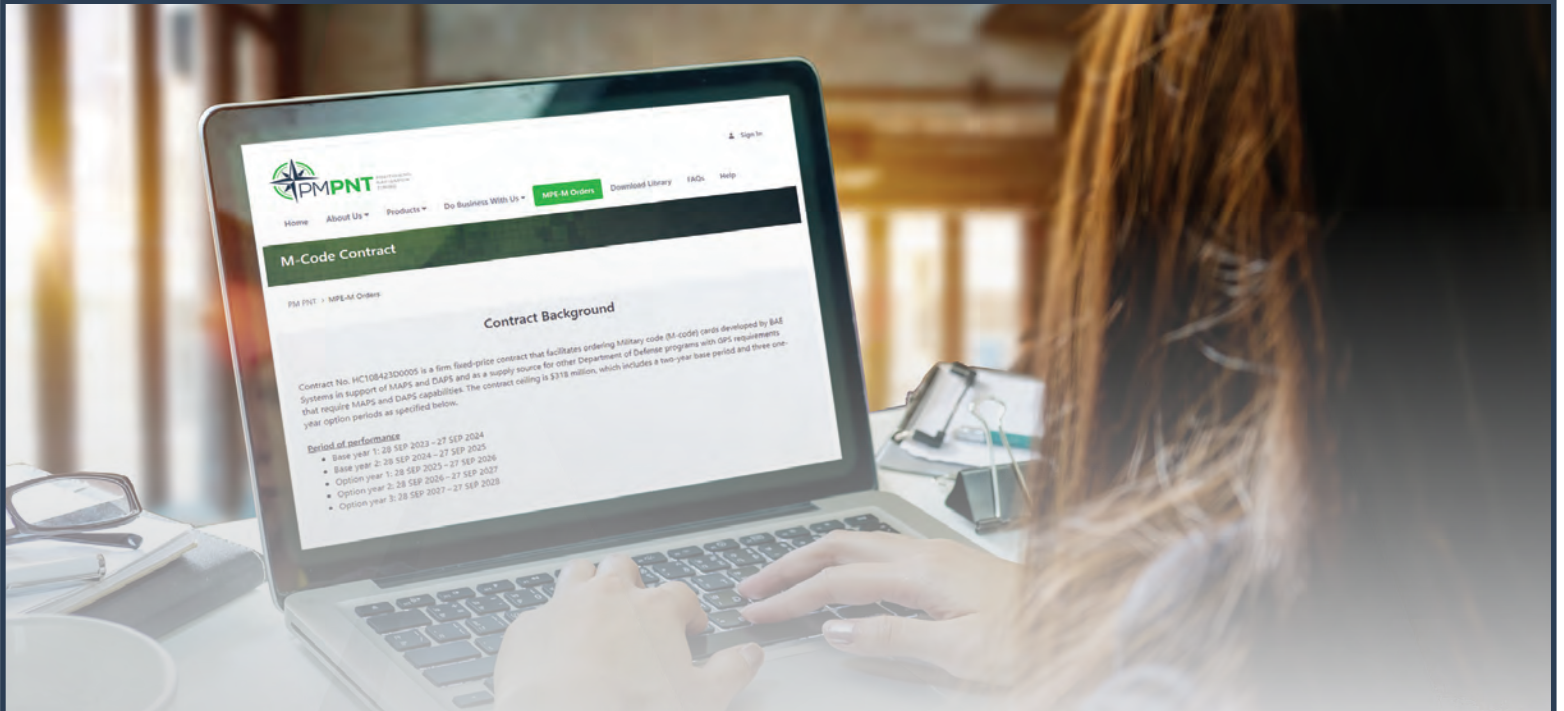 Sign In
PMPNT
POSITIONING
NAVIGATION
& TIMING
Home About Us Products Do Business With Us MPE-M Orders Download Library FAQs Help
M-Code Contract
PM PNT › MPE-M Orders
Contract Background
Contract No. HC108423D0005 is a firm fixed-price contract that facilitates ordering Military code (M-code) cards developed by BAE
Systems in support of MAPS and DAPS and as a supply source for other Department of Defense programs with GPS requirements
that require MAPS and DAPS capabilities. The contract ceiling is $318 million, which includes a two-year base period and three one-
year option periods as specified below.
Period of performance
• Base year 1: 28 SEP 2023 – 27 SEP 2024
• Base year 2: 28 SEP 2024 – 27 SEP 2025
• Option year 1: 28 SEP 2025 – 27 SEP 2026
• Option year 2: 28 SEP 2026 – 27 SEP 2027
• Option year 3: 28 SEP 2027 – 27 SEP 2028